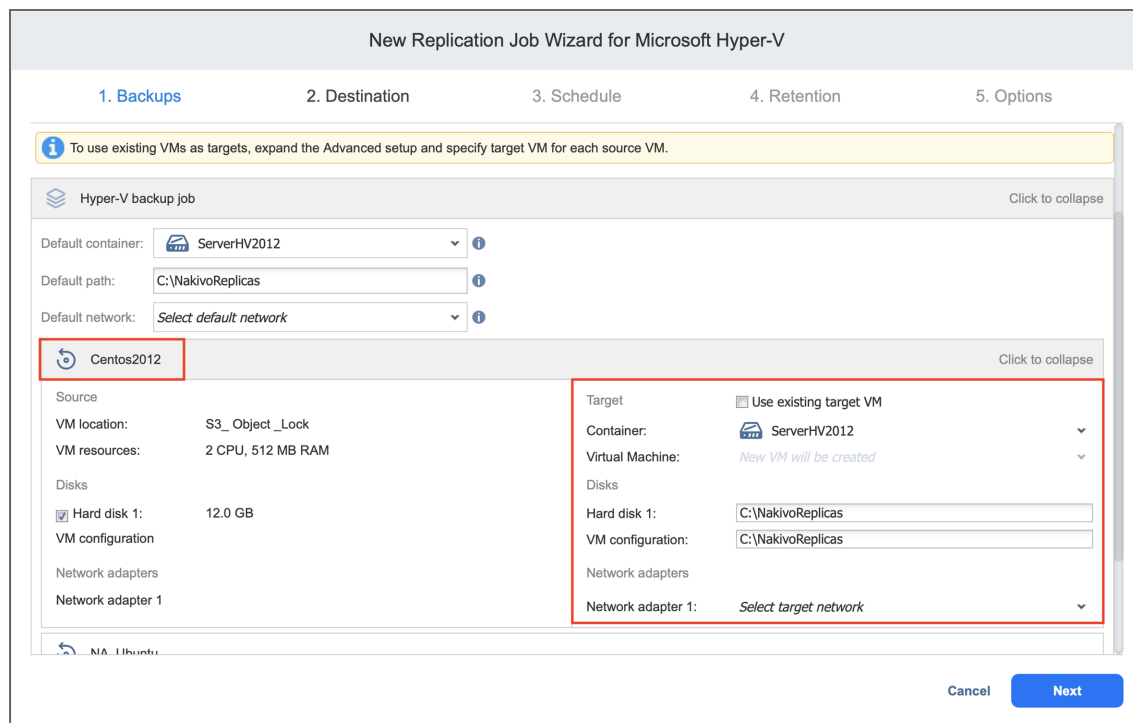 New Replication Job Wizard for Microsoft Hyper-V
1. Backups 2. Destination 3. Schedule 4. Retention 5. Options
To use existing VMs as targets, expand the Advanced setup and specify target VM for each source VM.
Hyper-V backup job Click to collapse
Default container: ServerHV2012
Default path: C:\NakivoReplicas
Default network: Select default network
Centos2012 Click to collapse
Source Target Use existing target VM
VM location: S3_ Object _Lock Container: ServerHV2012
VM resources: 2 CPU, 512 MB RAM Virtual Machine: New VM will be created
Disks Disks
Hard disk 1: 12.0 GB Hard disk 1: C:\NakivoReplicas
VM configuration VM configuration: C:\NakivoReplicas
Network adapters Network adapters
Network adapter 1 Network adapter 1: Select target network
NA_Ubuntu
Cancel Next